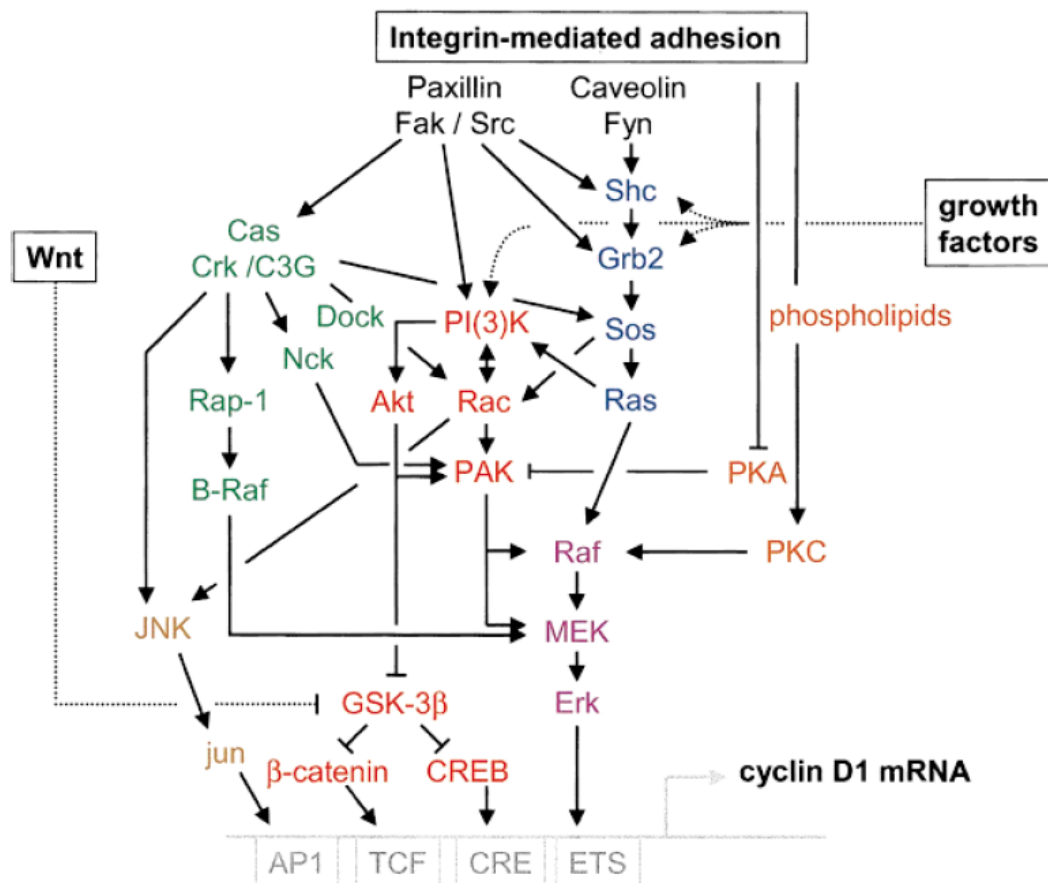 Integrin-mediated adhesion
Paxillin
Fak / Src
Caveolin
Fyn
Shc
growth
factors
Cas
Crk /C3G
Wnt
Grb2
Dock
PI(3)K
Sos
phospholipids
Nck
Rap-1
Akt
Rac
Ras
B-Raf
PAK
PKA
Raf
PKC
JNK
MEK
GSK-3β
Erk
jun
β-catenin
CREB
cyclin D1 mRNA
AP1
TCF
CRE
ETS